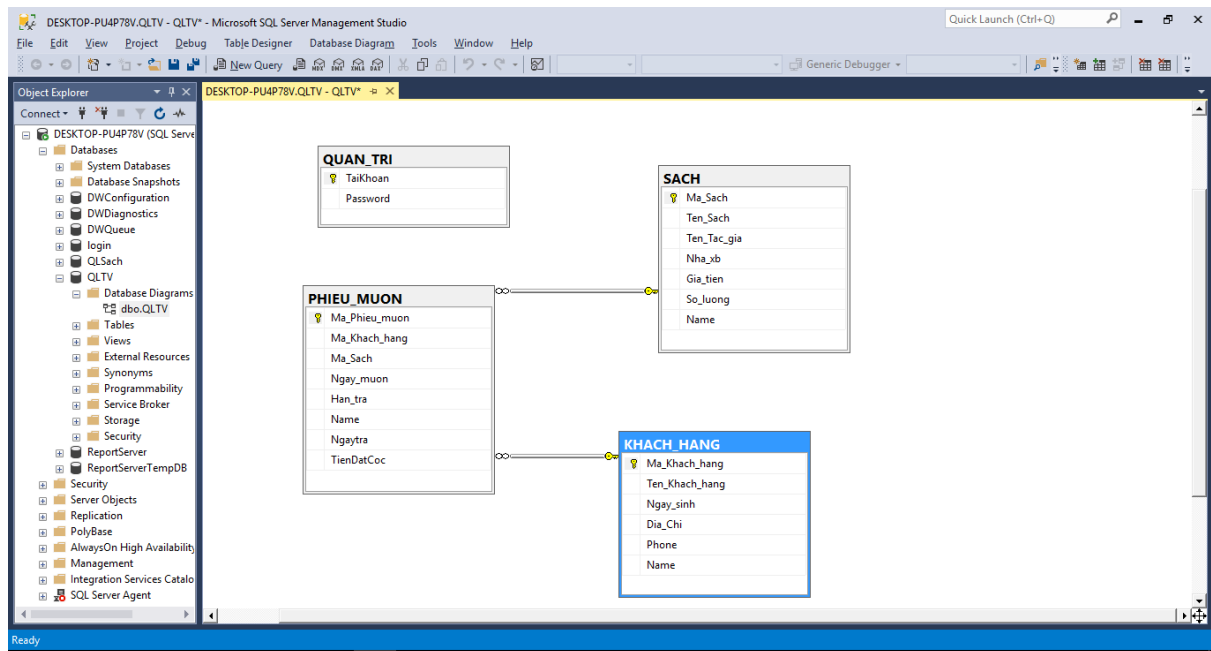 DESKTOP-PU4P78V.QLTV - QLTV* - Microsoft SQL Server Management Studio
Quick Launch (Ctrl+Q)
File Edit View Project Debug Table Designer Database Diagram Tools Window Help
New Query MDX DMX XMLA DAX Generic Debugger
Object Explorer
DESKTOP-PU4P78V.QLTV - QLTV*
Connect
DESKTOP-PU4P78V (SQL Serve
Databases
System Databases
Database Snapshots
DWConfiguration
DWDiagnostics
DWQueue
login
QLSach
QLTV
Database Diagrams
dbo.QLTV
Tables
Views
External Resources
Synonyms
Programmability
Service Broker
Storage
Security
ReportServer
ReportServerTempDB
Security
Server Objects
Replication
PolyBase
AlwaysOn High Availability
Management
Integration Services Catalo
SQL Server Agent
QUAN_TRI
TaiKhoan
Password
SACH
Ma_Sach
Ten_Sach
Ten_Tac_gia
Nha_xb
Gia_tien
So_luong
Name
PHIEU_MUON
Ma_Phieu_muon
Ma_Khach_hang
Ma_Sach
Ngay_muon
Han_tra
Name
Ngaytra
TienDatCoc
KHACH_HANG
Ma_Khach_hang
Ten_Khach_hang
Ngay_sinh
Dia_Chi
Phone
Name
Ready